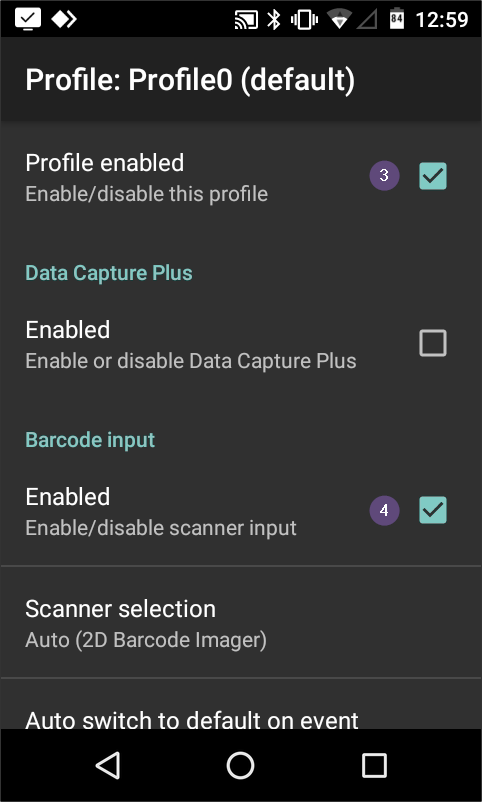 84 12:59
Profile: Profile0 (default)
Profile enabled
3
Enable/disable this profile
Data Capture Plus
Enabled
Enable or disable Data Capture Plus
Barcode input
Enabled
4
Enable/disable scanner input
Scanner selection
Auto (2D Barcode Imager)
Auto switch to default on event